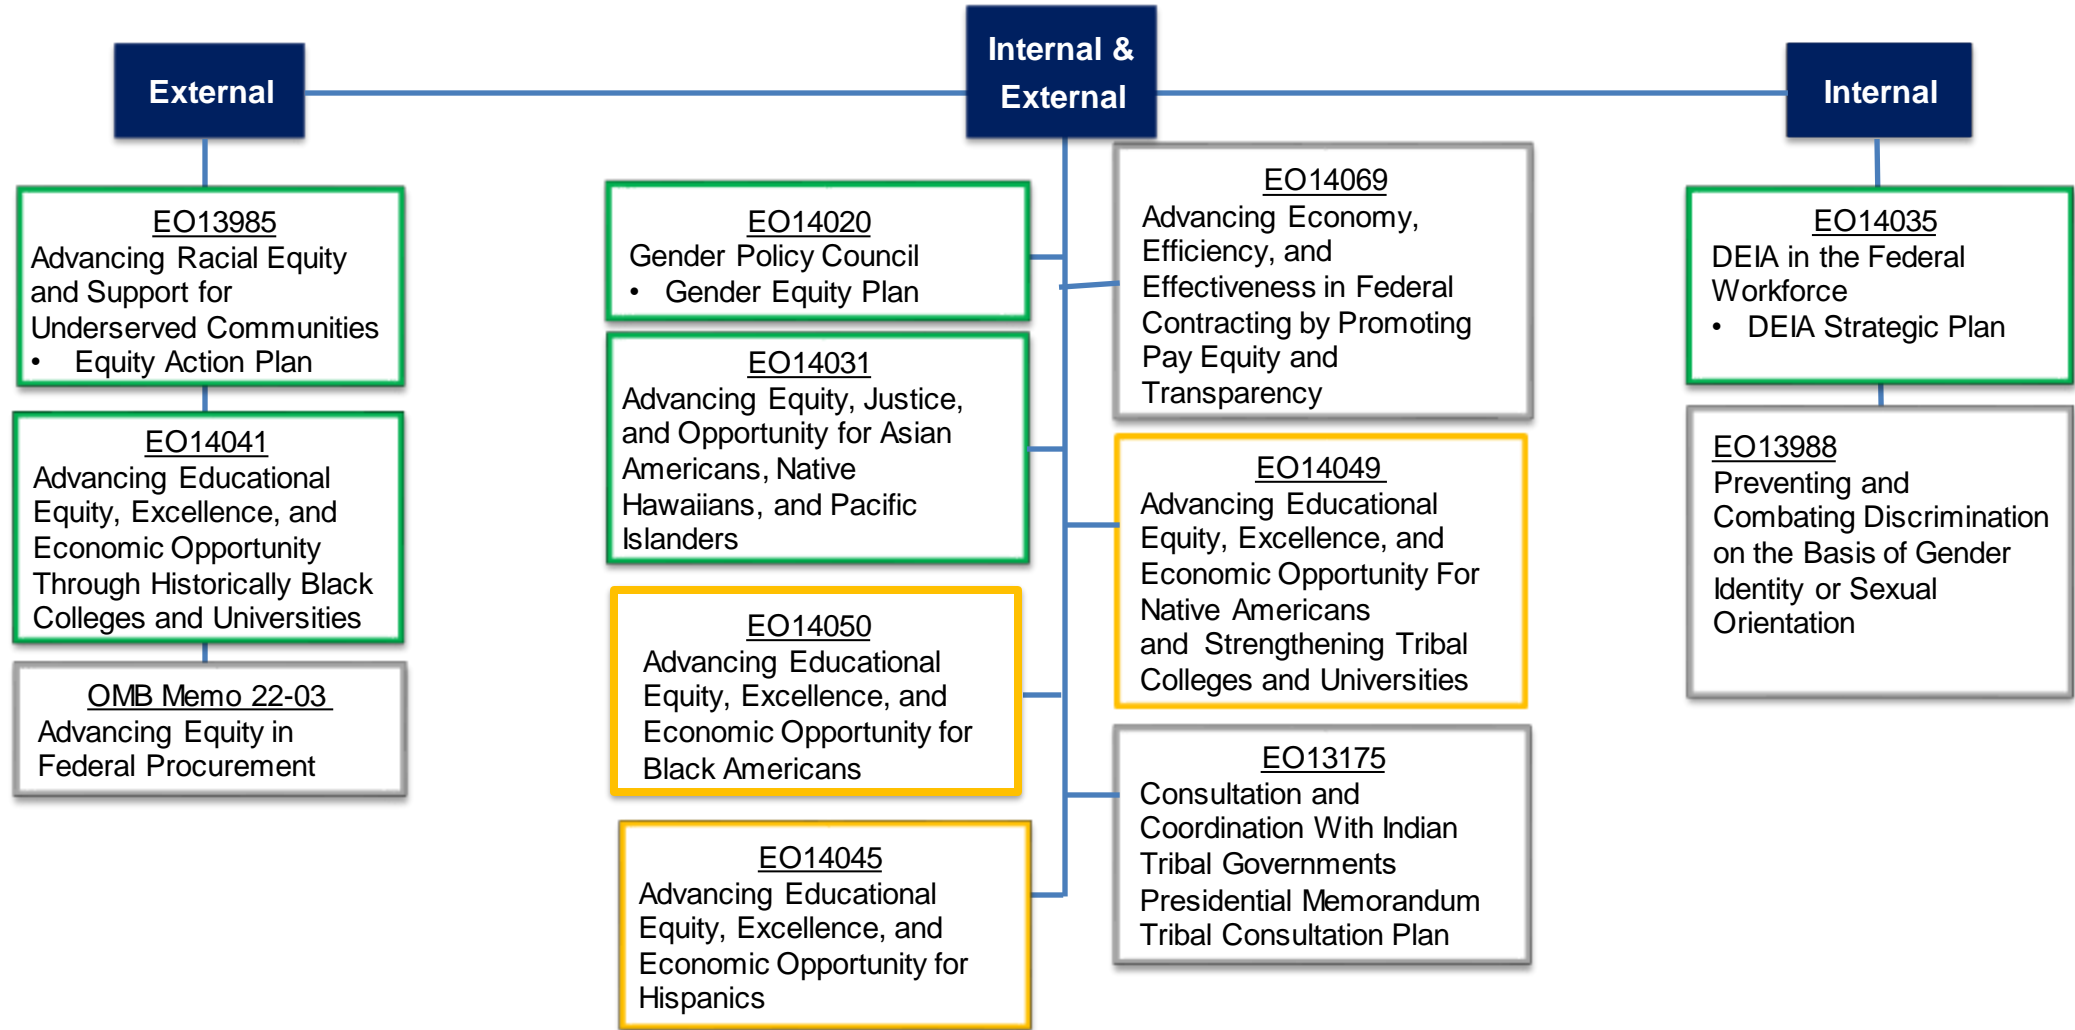 External
Internal &
External
Internal
EO13985
Advancing Racial Equity
and Support for
Underserved Communities
• Equity Action Plan
EO14041
Advancing Educational
Equity, Excellence, and
Economic Opportunity
Through Historically Black
Colleges and Universities
OMB Memo 22-03
Advancing Equity in
Federal Procurement
EO14020
Gender Policy Council
• Gender Equity Plan
EO14031
Advancing Equity, Justice,
and Opportunity for Asian
Americans, Native
Hawaiians, and Pacific
Islanders
EO14050
Advancing Educational
Equity, Excellence, and
Economic Opportunity for
Black Americans
EO14045
Advancing Educational
Equity, Excellence, and
Economic Opportunity for
Hispanics
EO14069
Advancing Economy,
Efficiency, and
Effectiveness in Federal
Contracting by Promoting
Pay Equity and
Transparency
EO14049
Advancing Educational
Equity, Excellence, and
Economic Opportunity For
Native Americans
and Strengthening Tribal
Colleges and Universities
EO13175
Consultation and
Coordination With Indian
Tribal Governments
Presidential Memorandum
Tribal Consultation Plan
EO14035
DEIA in the Federal
Workforce
• DEIA Strategic Plan
EO13988
Preventing and
Combating Discrimination
on the Basis of Gender
Identity or Sexual
Orientation